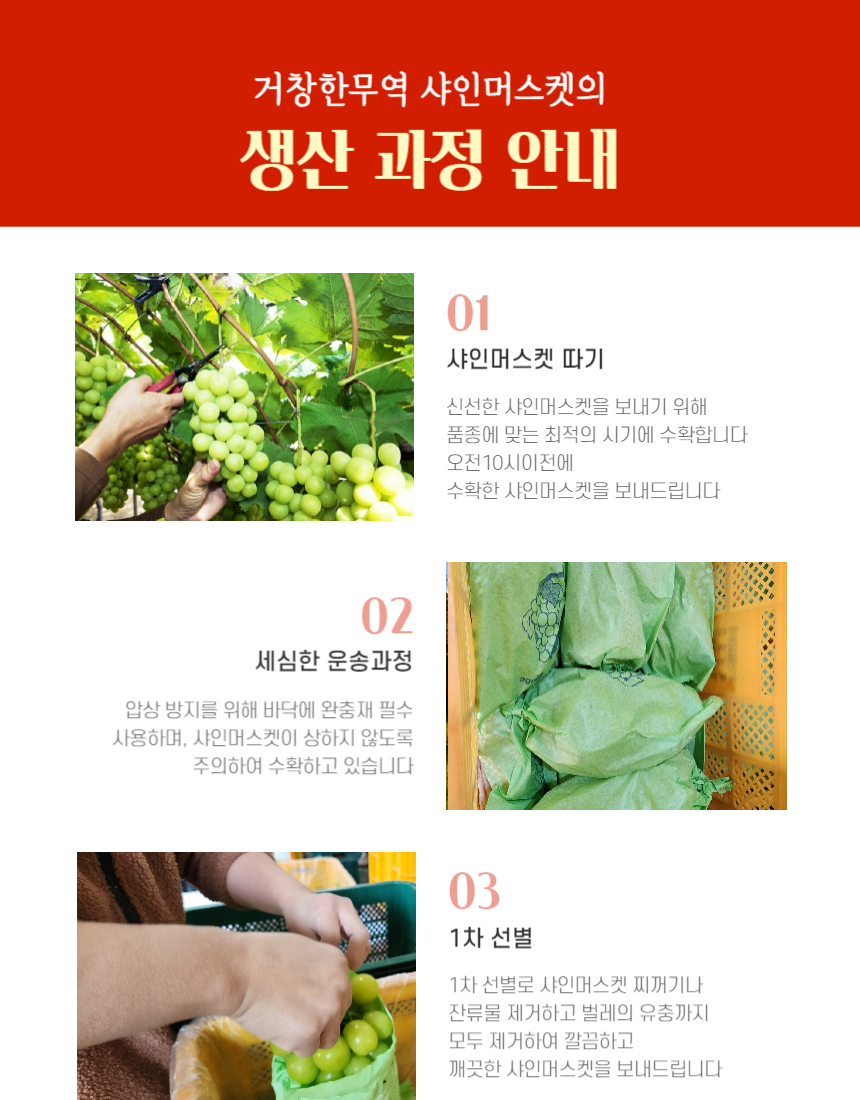 거창한무역 샤인머스켓의
생산 과정 안내
01
샤인머스켓 따기
신선한 샤인머스켓을 보내기 위해
품종에 맞는 최적의 시기에 수확합니다
오전10시이전에
수확한 샤인머스켓을 보내드립니다
02
세심한 운송과정
압상 방지를 위해 바닥에 완충재 필수
사용하며, 샤인머스켓이 상하지 않도록
주의하여 수확하고 있습니다
03
1차 선별
1차 선별로 샤인머스켓 찌꺼기나
잔류물 제거하고 벌레의 유충까지
모두 제거하여 깔끔하고
깨끗한 샤인머스켓을 보내드립니다